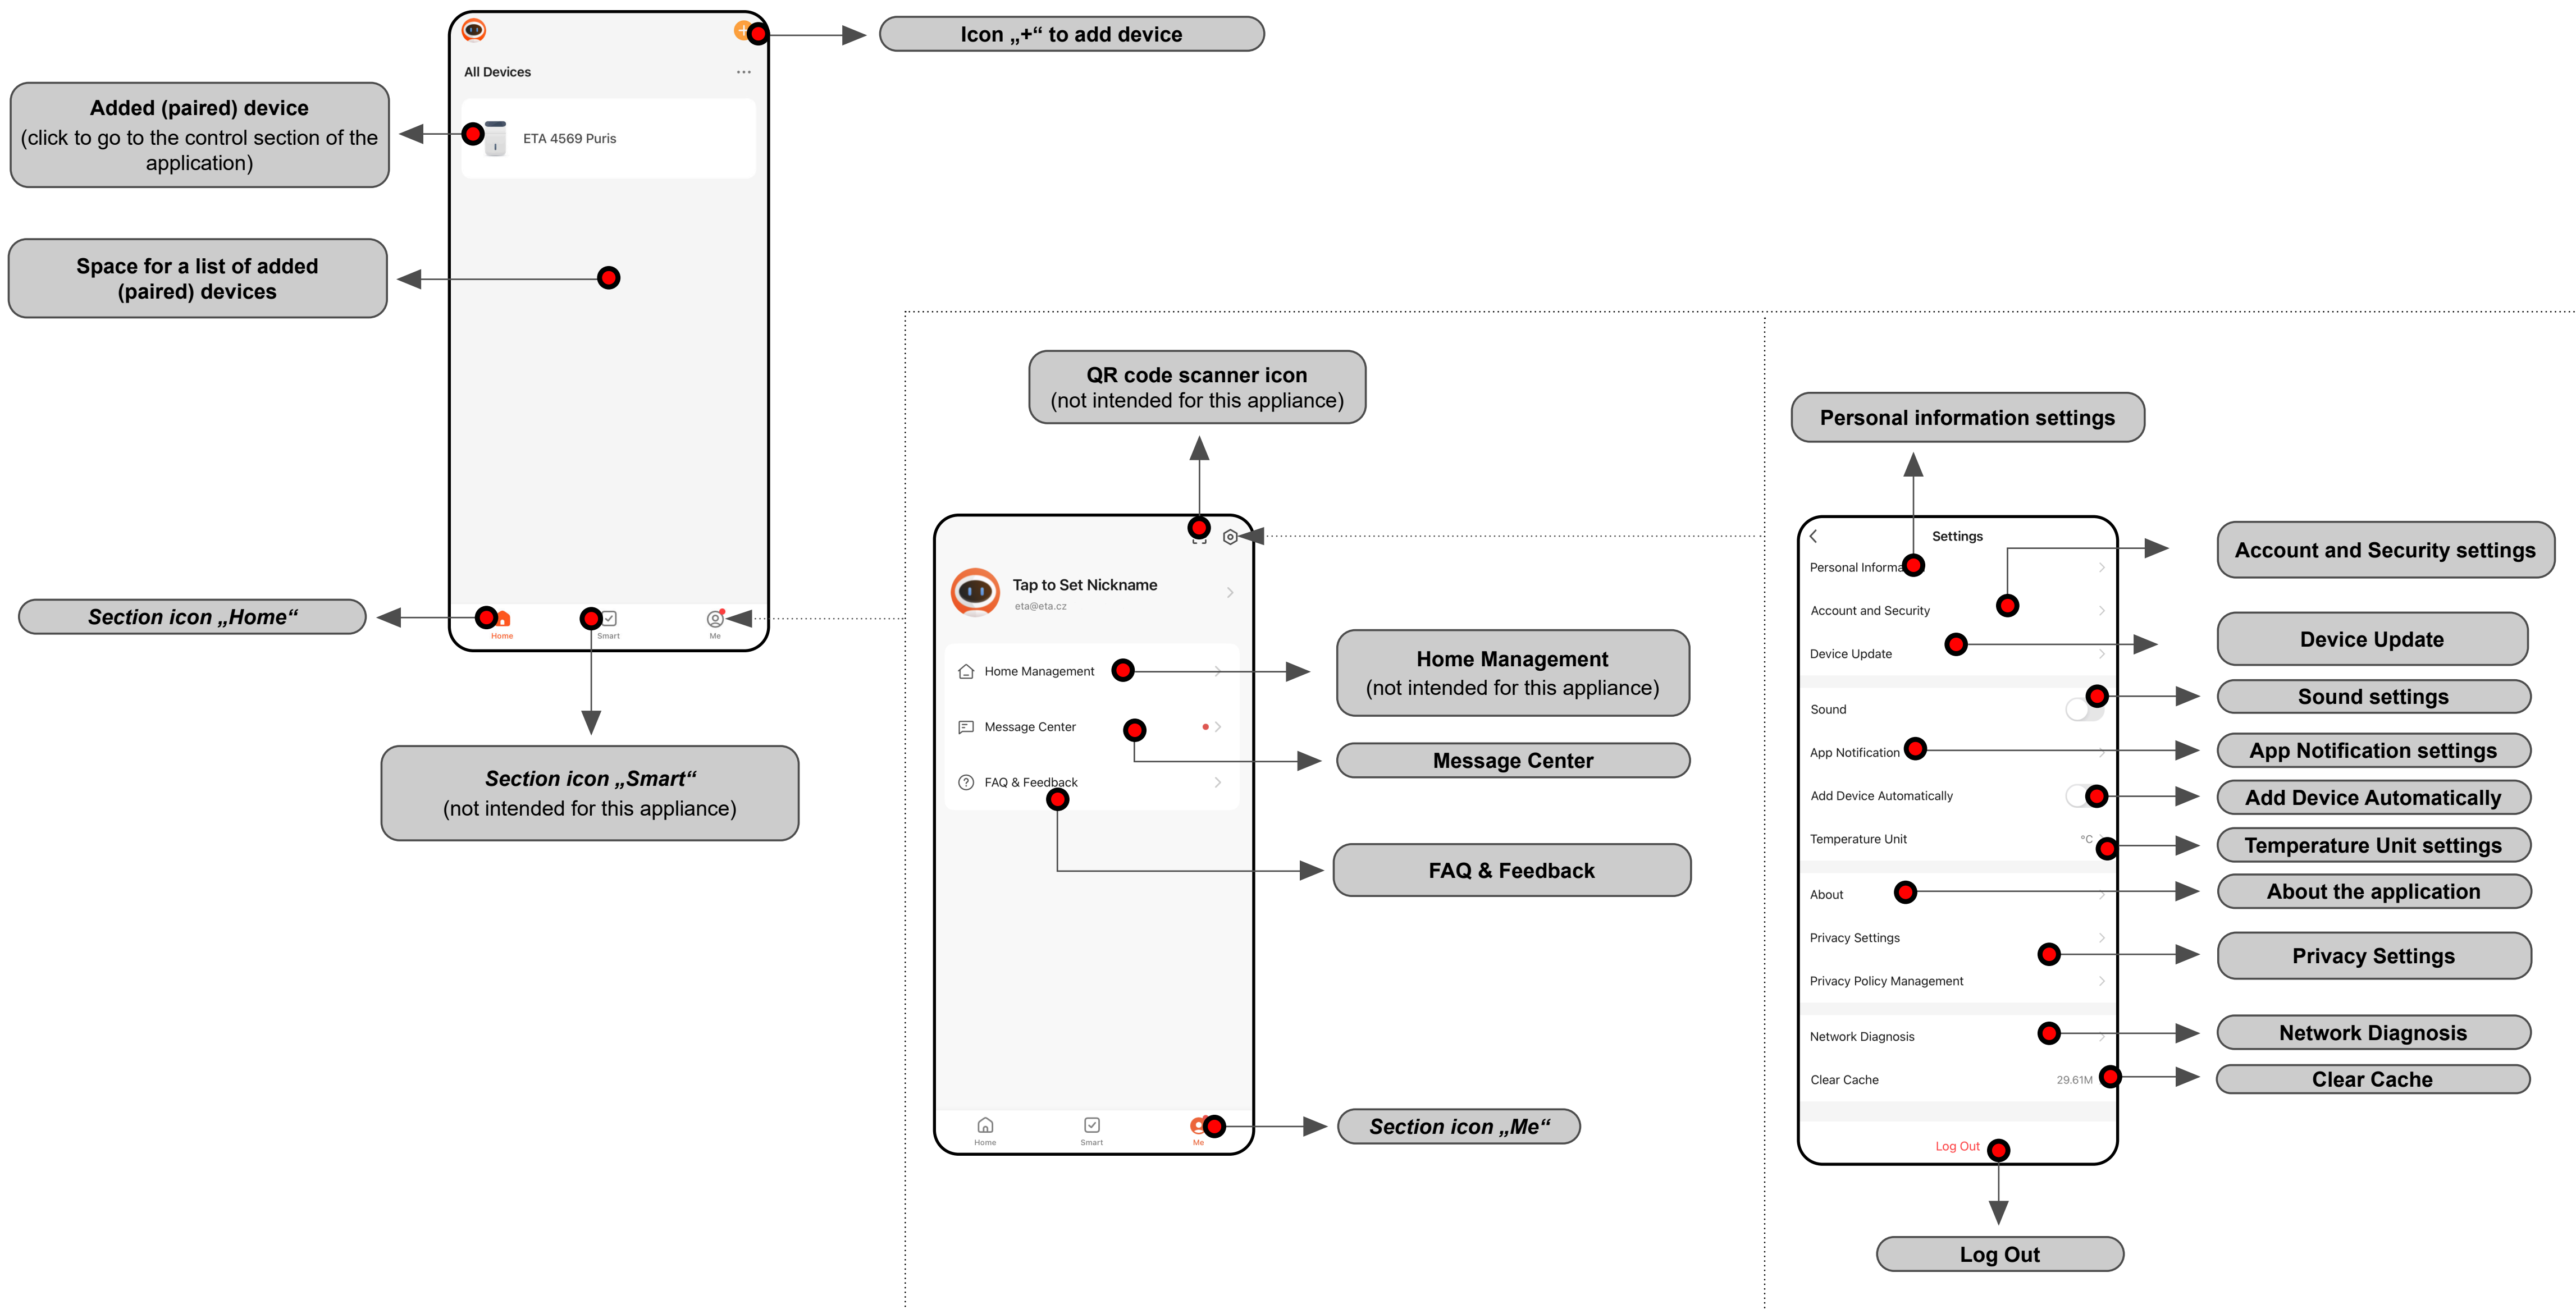 Icon „+“ to add device
All Devices
Added (paired) device
(click to go to the control section of the
application)
ETA 4569 Puris
Space for a list of added
(paired) devices
Section icon „Home“
Home
Smart
Me
Section icon „Smart“
(not intended for this appliance)
QR code scanner icon
(not intended for this appliance)
Tap to Set Nickname
eta@eta.cz
Home Management
Home Management
(not intended for this appliance)
Message Center
Message Center
FAQ & Feedback
FAQ & Feedback
Home
Smart
Me
Section icon „Me“
Personal information settings
Settings
Personal Informa
Account and Security settings
Account and Security
Device Update
Device Update
Sound
Sound settings
App Notification
App Notification settings
Add Device Automatically
Add Device Automatically
Temperature Unit
°C
Temperature Unit settings
About
About the application
Privacy Settings
Privacy Settings
Privacy Policy Management
Network Diagnosis
Network Diagnosis
Clear Cache
29.61M
Clear Cache
Log Out
Log Out